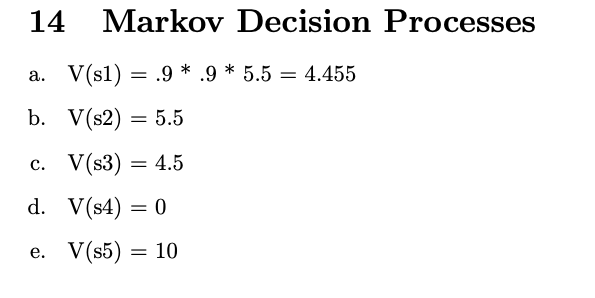 14 Markov Decision Processes
a. V(s1) = .9 * .9 * 5.5 = 4.455
b. V(s2) = 5.5
c. V(s3) = 4.5
d. V(s4) = 0
e. V(s5) = 10